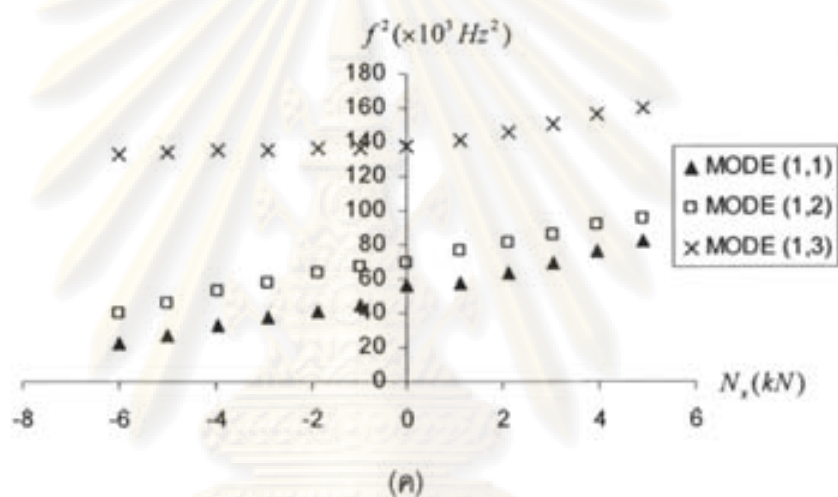 f²(×10³ Hz²)
180
160
140
120
100
80
60
40
20
0
-8 -6 -4 -2 0 2 4 6
Nₓ(kN)
▲ MODE (1,1)
□ MODE (1,2)
× MODE (1,3)
(ค)